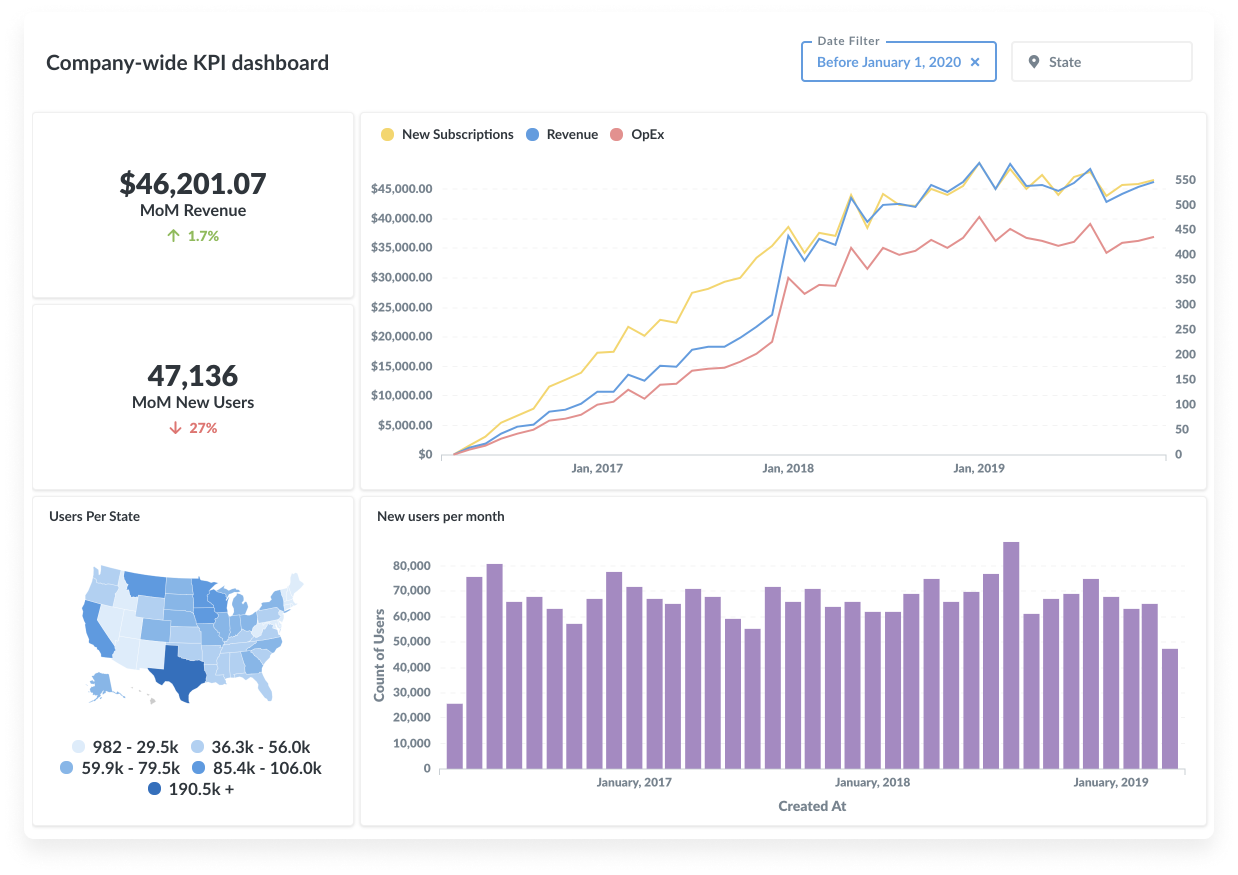 Company-wide KPI dashboard
Date Filter
Before January 1, 2020 ×
State
$46,201.07
MoM Revenue
↑ 1.7%
47,136
MoM New Users
↓ 27%
New Subscriptions Revenue OpEx
$45,000.00
$40,000.00
$35,000.00
$30,000.00
$25,000.00
$20,000.00
$15,000.00
$10,000.00
$5,000.00
$0
550
500
450
400
350
300
250
200
150
100
50
0
Jan, 2017 Jan, 2018 Jan, 2019
Users Per State
982 - 29.5k 36.3k - 56.0k
59.9k - 79.5k 85.4k - 106.0k
190.5k +
New users per month
Count of Users
80,000
70,000
60,000
50,000
40,000
30,000
20,000
10,000
0
January, 2017 January, 2018 January, 2019
Created At